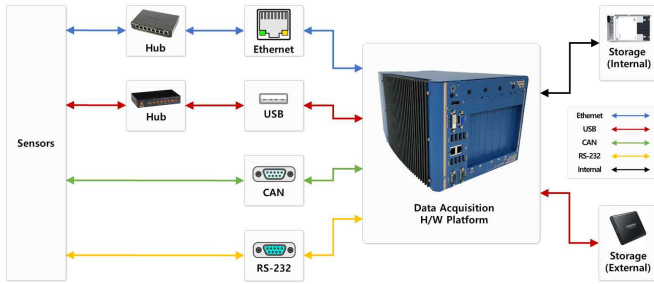 Sensors
Hub
Ethernet
Hub
USB
CAN
RS-232
Data Acquisition
H/W Platform
Storage
(Internal)
Ethernet
USB
CAN
RS-232
Internal
Storage
(External)